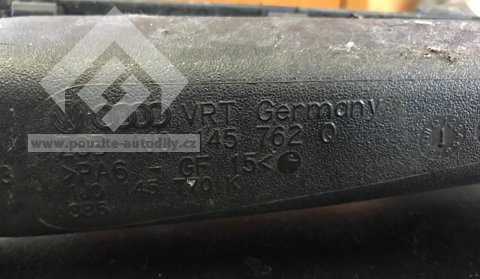 VRT Germany
145 762 Q
www.pouzite-autodily.cz
>PA6 - GF 15<
145 770 K